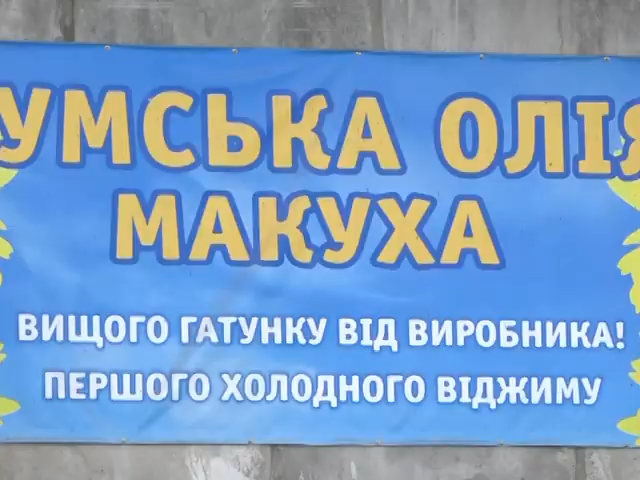 УМСЬКА ОЛІЯ
МАКУХА
ВИЩОГО ГАТУНКУ ВІД ВИРОБНИКА!
ПЕРШОГО ХОЛОДНОГО ВІДЖИМУ